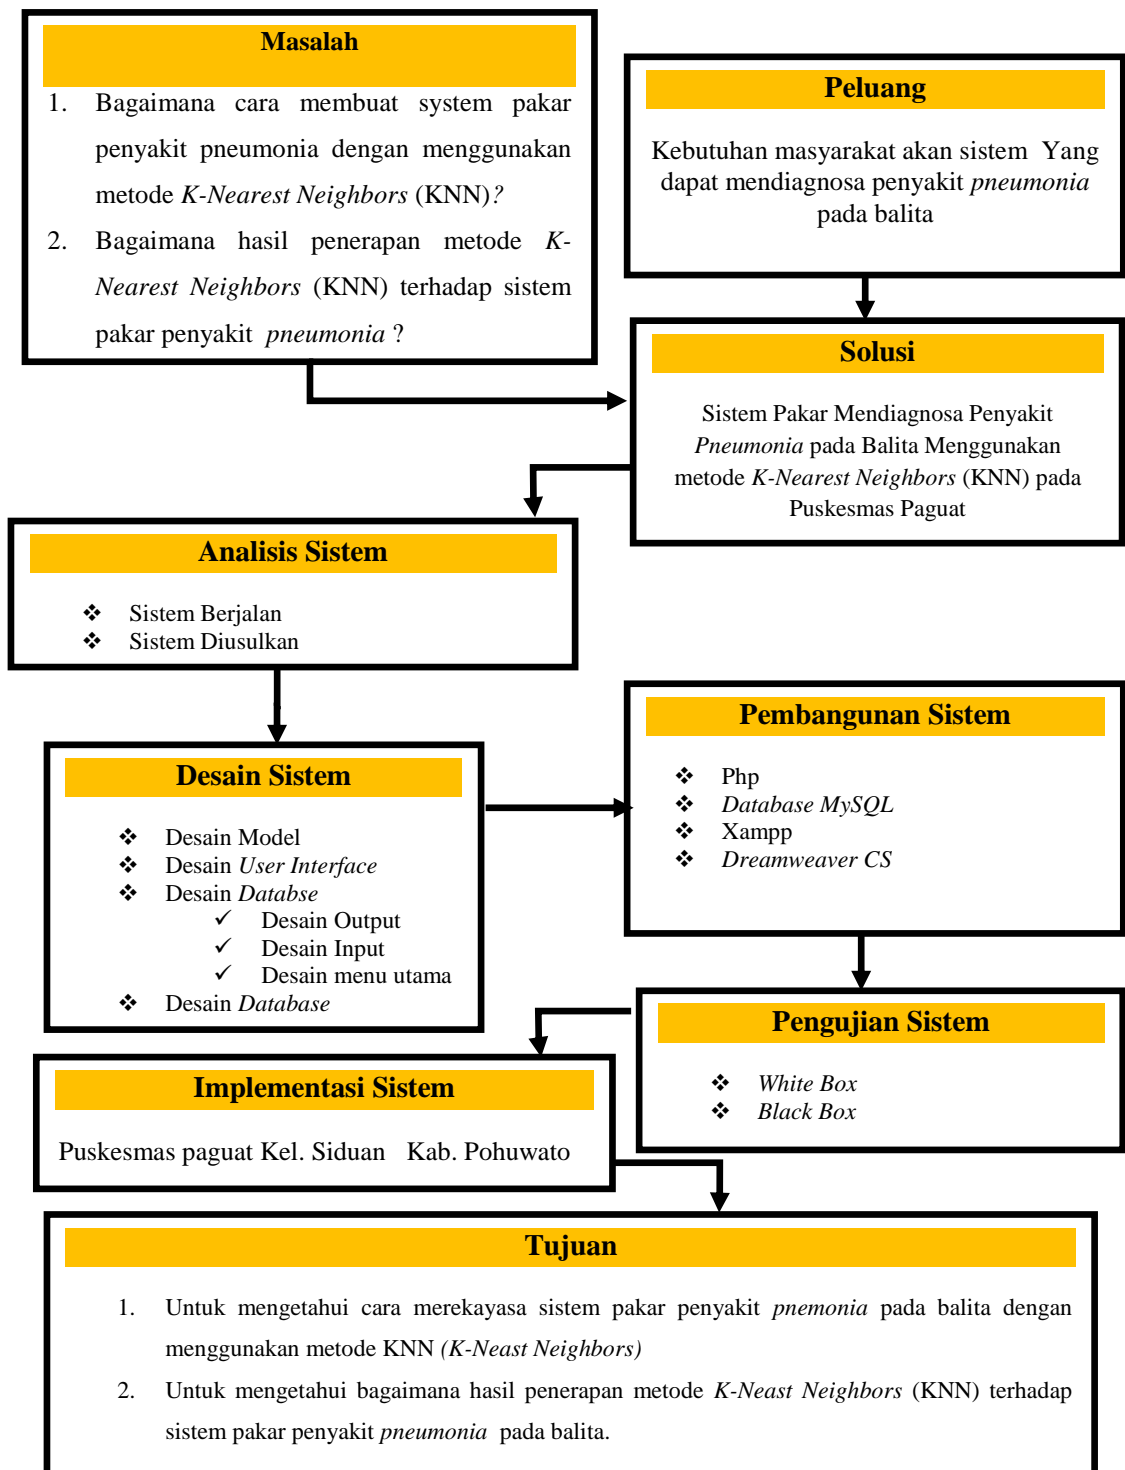 Masalah
1. Bagaimana cara membuat system pakar
penyakit pneumonia dengan menggunakan
metode K-Nearest Neighbors (KNN)?
2. Bagaimana hasil penerapan metode K-
Nearest Neighbors (KNN) terhadap sistem
pakar penyakit pneumonia ?
Peluang
Kebutuhan masyarakat akan sistem Yang
dapat mendiagnosa penyakit pneumonia
pada balita
Solusi
Sistem Pakar Mendiagnosa Penyakit
Pneumonia pada Balita Menggunakan
metode K-Nearest Neighbors (KNN) pada
Puskesmas Paguat
Analisis Sistem
❖ Sistem Berjalan
❖ Sistem Diusulkan
Desain Sistem
❖ Desain Model
❖ Desain User Interface
❖ Desain Databse
✓ Desain Output
✓ Desain Input
✓ Desain menu utama
❖ Desain Database
Pembangunan Sistem
❖ Php
❖ Database MySQL
❖ Xampp
❖ Dreamweaver CS
Pengujian Sistem
❖ White Box
❖ Black Box
Implementasi Sistem
Puskesmas paguat Kel. Siduan Kab. Pohuwato
Tujuan
1. Untuk mengetahui cara merekayasa sistem pakar penyakit pnemonia pada balita dengan
menggunakan metode KNN (K-Neast Neighbors)
2. Untuk mengetahui bagaimana hasil penerapan metode K-Neast Neighbors (KNN) terhadap
sistem pakar penyakit pneumonia pada balita.